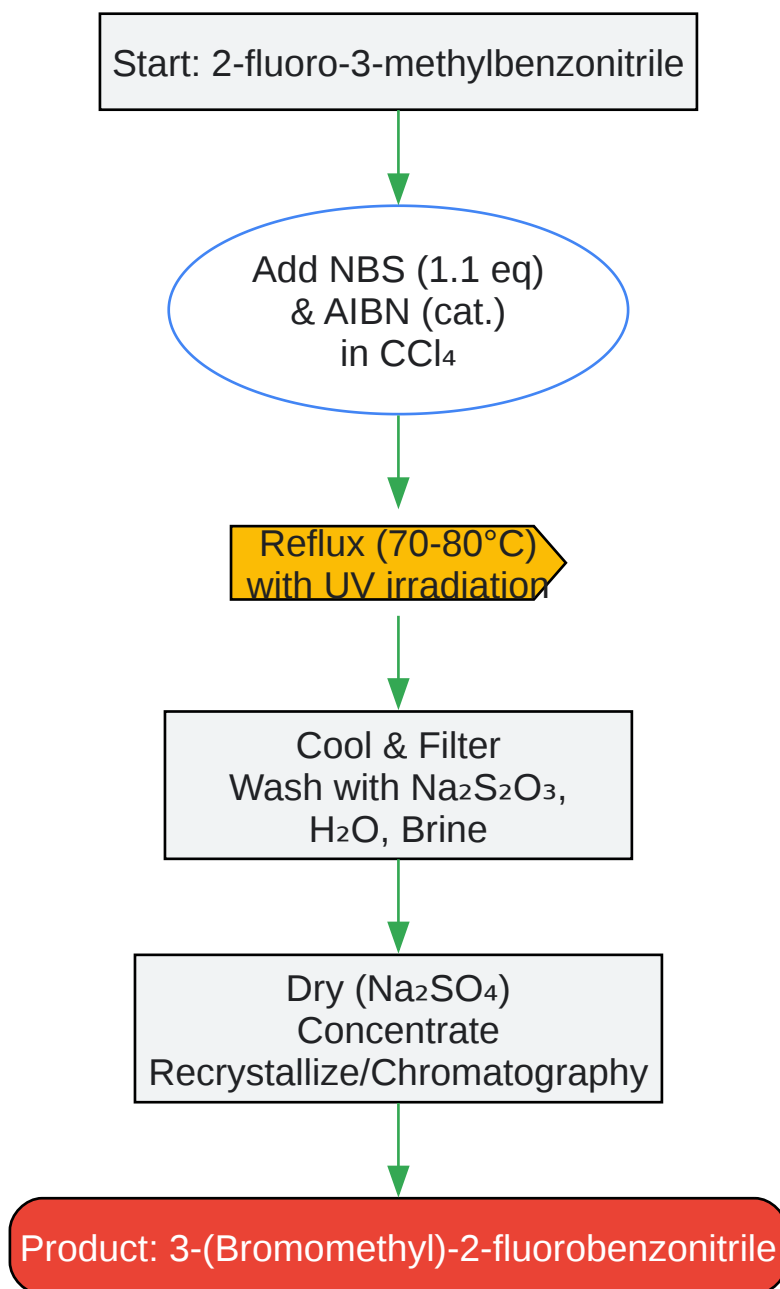 Start: 2-fluoro-3-methylbenzonitrile
Add NBS (1.1 eq)
& AIBN (cat.)
in CCl₄
Reflux (70-80°C)
with UV irradiation
Cool & Filter
Wash with Na₂S₂O₃,
H₂O, Brine
Dry (Na₂SO₄)
Concentrate
Recrystallize/Chromatography
Product: 3-(Bromomethyl)-2-fluorobenzonitrile